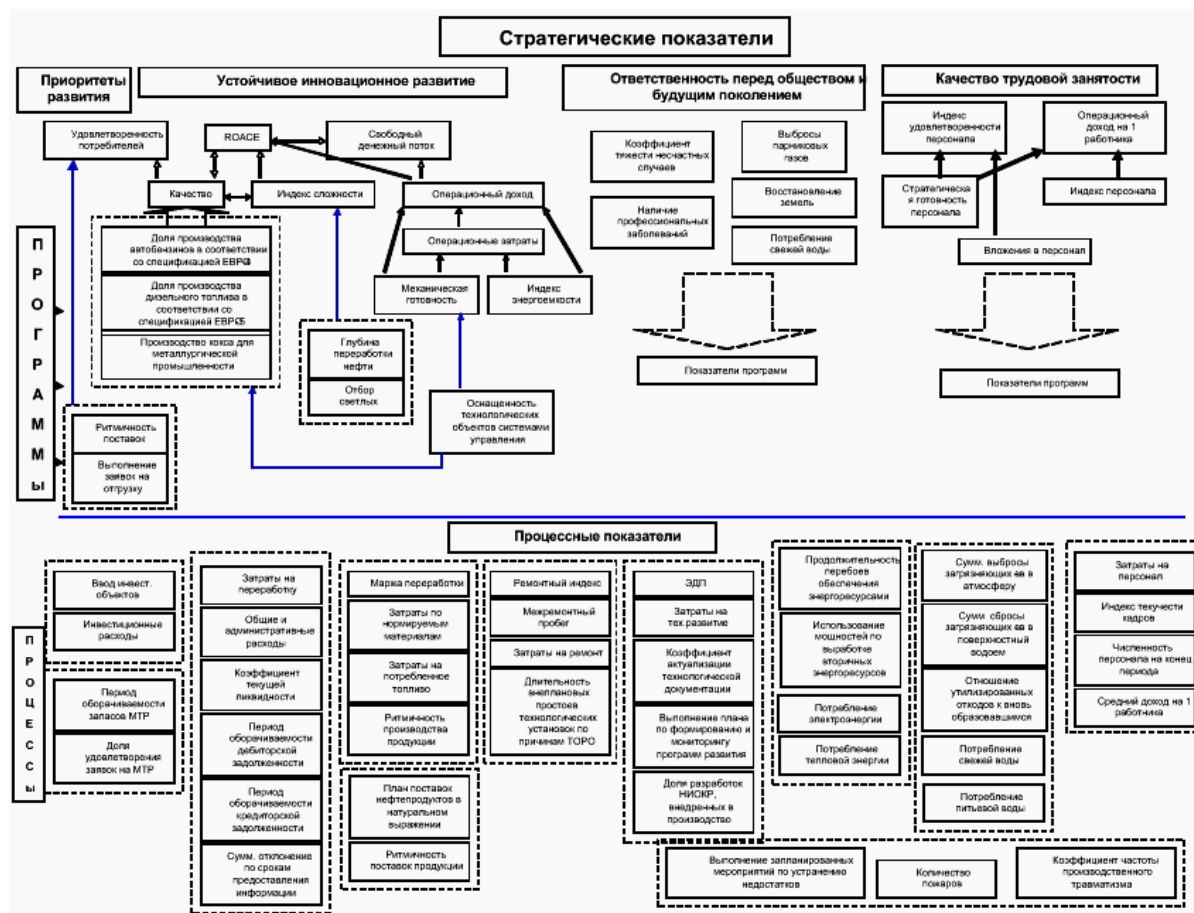 Стратегические показатели
Приоритеты
развития
Устойчивое инновационное развитие
Ответственность перед обществом и
будущим поколением
Качество трудовой занятости
Удовлетворенность
потребителей
ROACE
Свободный
денежный поток
Качество
Индекс сложности
Операционный доход
Доля производства
автобензинов в соответствии
со спецификацией
Доля производства
дизельного топлива в
соответствии со
спецификацией
Производство кокса для
металлургической
промышленности
Операционные затраты
Механическая
готовность
Индекс
энергоемкости
Глубина
переработки
нефти
Отбор
светлых
Оснащенность
технологических
объектов системами
управления
Ритмичность
поставок
Выполнение
заявок на
отгрузку
П
Р
О
Г
Р
А
М
М
Ы
Коэффициент
тяжести несчастных
случаев
Наличие
профессиональных
заболеваний
Выбросы
парниковых
газов
Восстановление
земель
Потребление
свежей воды
Показатели программ
Индекс
удовлетворенности
персонала
Операционный
доход на 1
работника
Стратегическа
я готовность
персонала
Индекс персонала
Вложения в персонал
Показатели программ
Процессные показатели
П
Р
О
Ц
Е
С
С
Ы
Ввод инвест.
объектов
Инвестиционные
расходы
Период
оборачиваемости
запасов МТР
Доля
удовлетворения
заявок на МТР
Затраты на
переработку
Общие и
административные
расходы
Коэффициент
текущей
ликвидности
Период
оборачиваемости
дебиторской
задолженности
Период
оборачиваемости
кредиторской
задолженности
Сумм. отклонение
по срокам
предоставления
информации
Маржа переработки
Затраты по
нормируемым
материалам
Затраты на
потребленное
топливо
Ритмичность
производства
продукции
План поставок
нефтепродуктов в
натуральном
выражении
Ритмичность
поставок продукции
Ремонтный индекс
Межремонтный
пробег
Затраты на ремонт
Длительность
внеплановых
простоев
технологических
установок по
причинам ТОРО
ЭДП
Затраты на
тех.развитие
Коэффициент
актуализации
технологической
документации
Выполнение плана
по формированию и
мониторингу
программ развития
Доля разработок
НИОКР,
внедренных в
производство
Продолжительность
перебоев
обеспечения
энергоресурсами
Использование
мощностей по
выработке
вторичных
энергоресурсов
Потребление
электроэнергии
Потребление
тепловой энергии
Сумм. выбросы
загрязняющих в
атмосферу
Сумм. сбросы
загрязняющих в
поверхностный
водоем
Отношение
утилизированных
отходов к вновь
образовавшимся
Потребление
свежей воды
Потребление
питьевой воды
Затраты на
персонал
Индекс текучести
кадров
Численность
персонала на конец
периода
Средний доход на 1
работника
Выполнение запланированных
мероприятий по устранению
недостатков
Количество
пожаров
Коэффициент частоты
производственного
травматизма